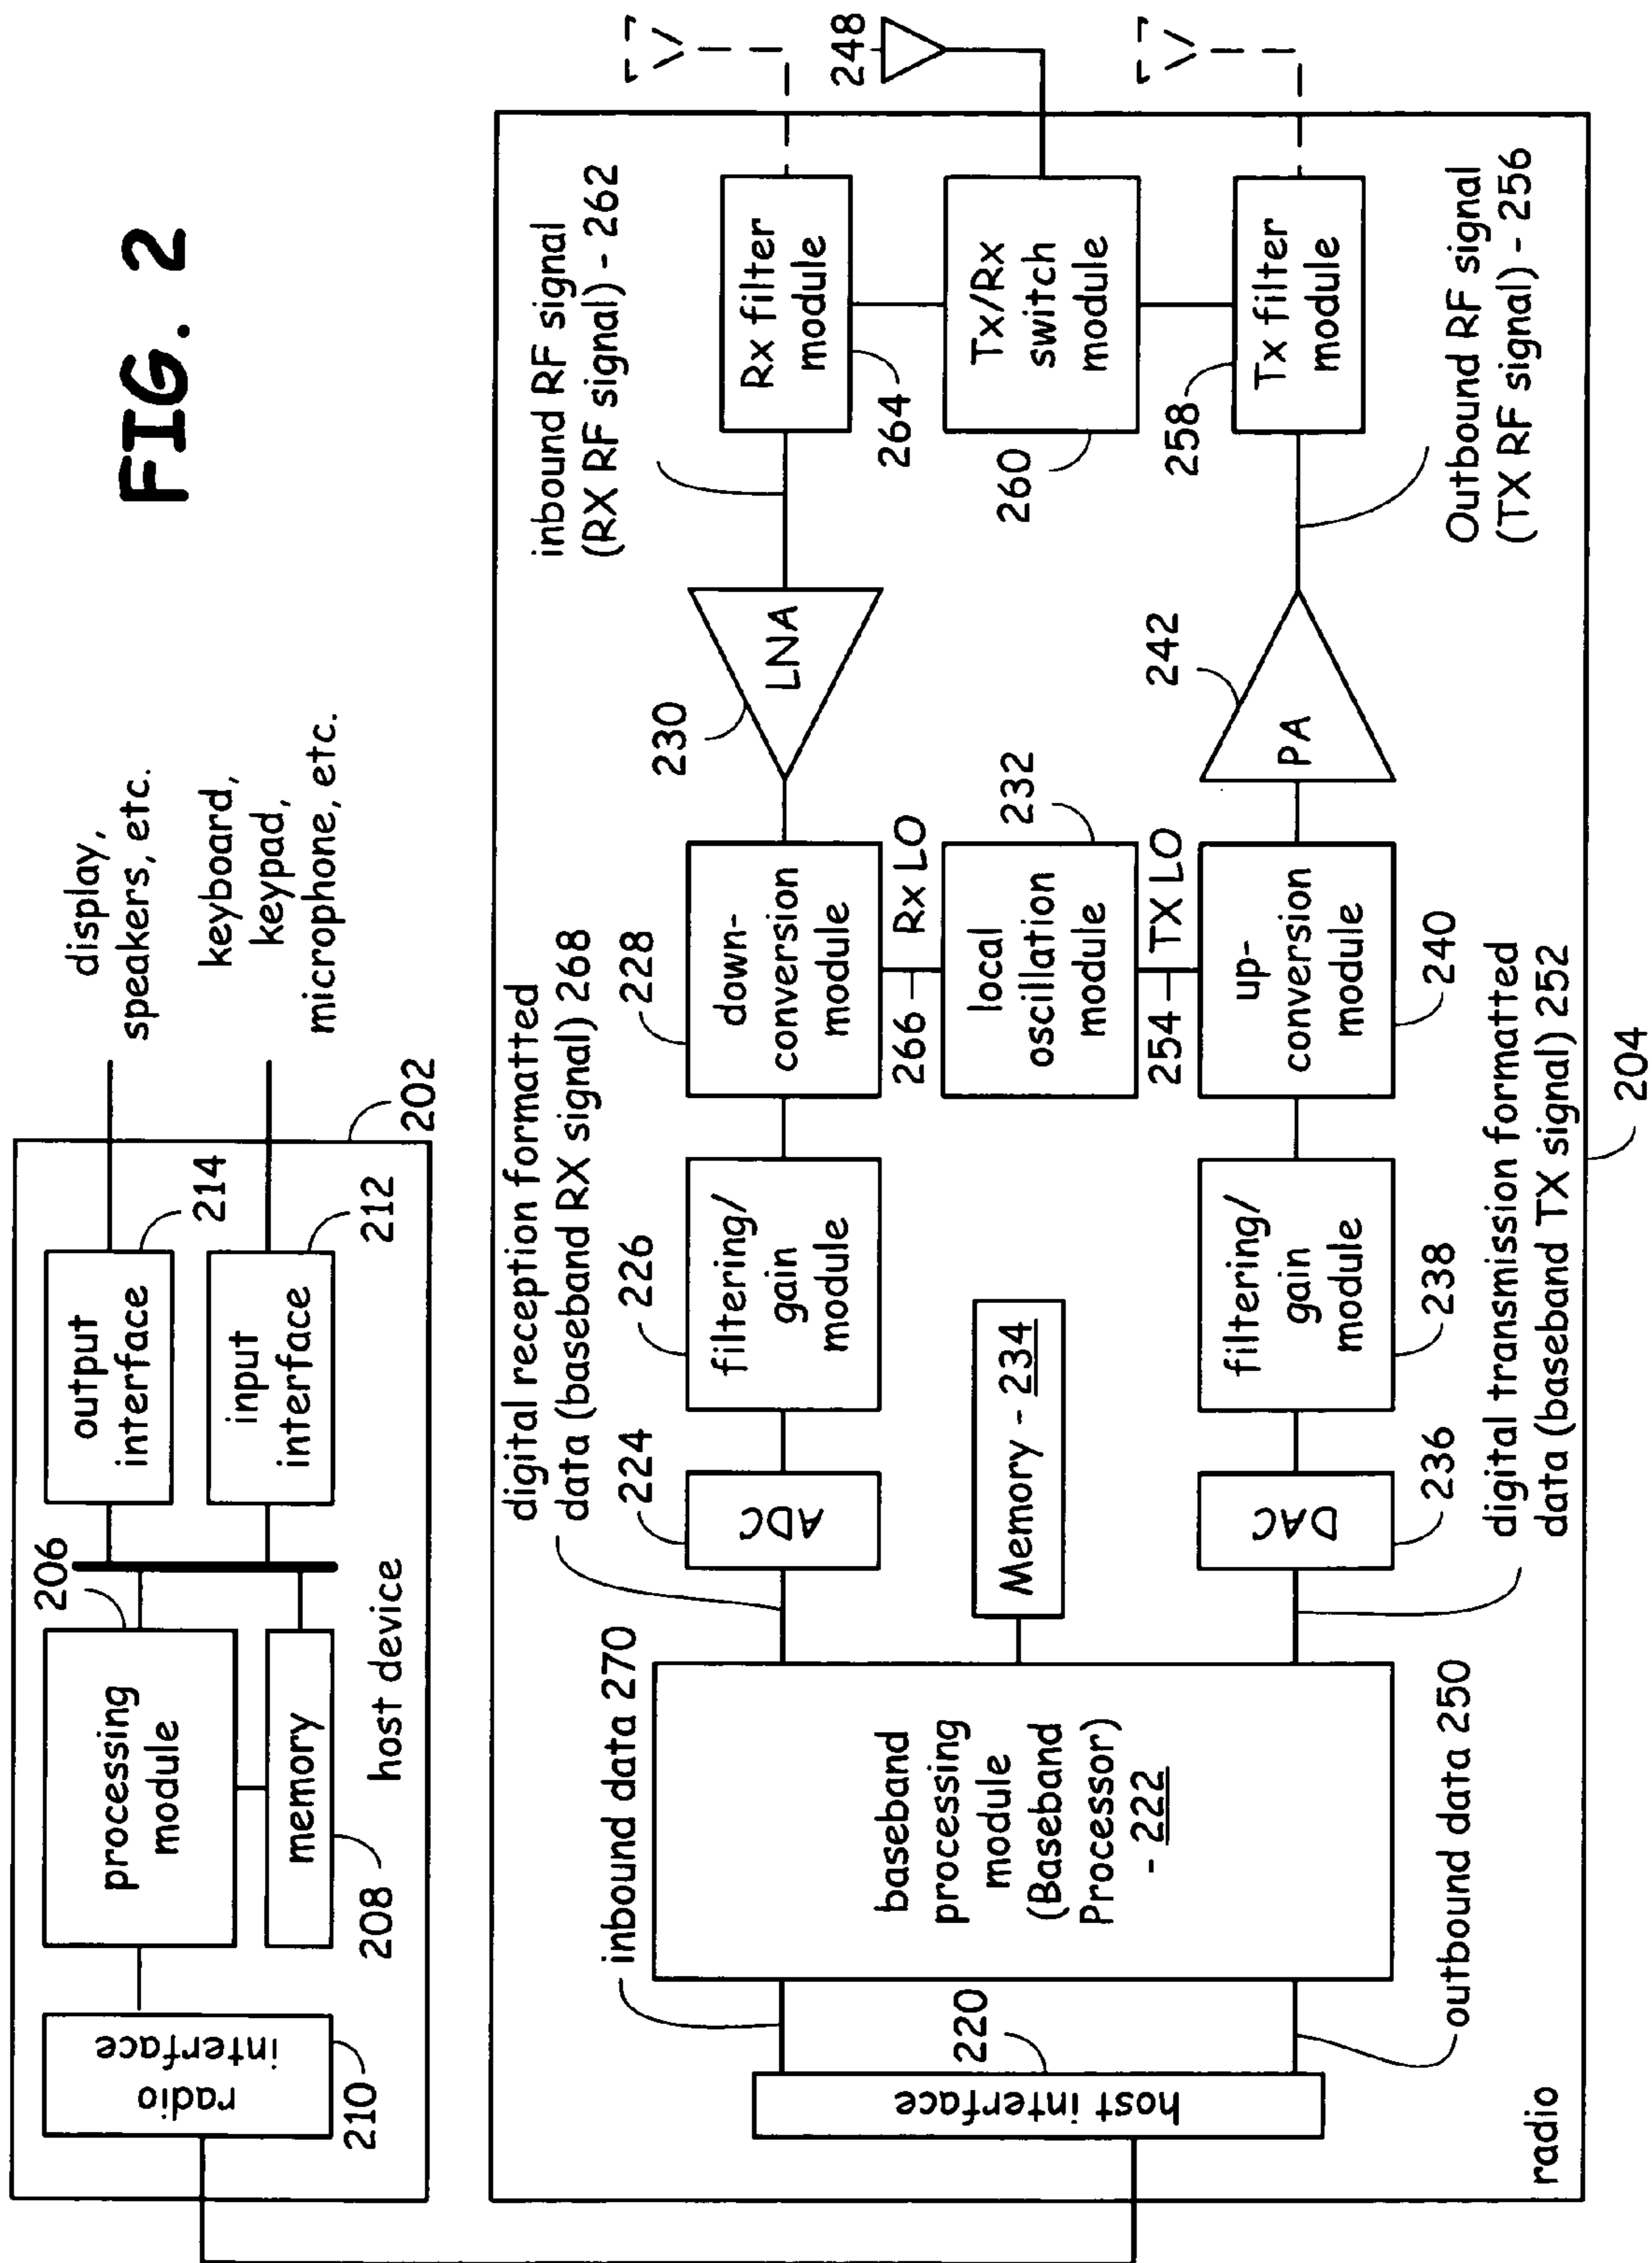 FIG. 2
display,
speakers, etc.
keyboard,
keypad,
microphone, etc.
202
output
interface
214
input
interface
212
206
processing
module
memory
208
host device
radio
interface
210
inbound RF signal
(RX RF signal) - 262
248
Rx filter
module
264
Tx/Rx
switch
module
260
258
Tx filter
module
Outbound RF signal
(TX RF signal) - 256
LNA
230
PA
242
digital reception formatted
data (baseband RX signal) 268
228
down-
conversion
module
266
Rx LO
local
oscillation
module
232
254
TX LO
up-
conversion
module
240
226
filtering/
gain
module
filtering/
gain
module
238
224
ADC
Memory - 234
DAC
236
digital transmission formatted
data (baseband TX signal) 252
204
inbound data 270
baseband
processing
module
(Baseband
Processor)
- 222
outbound data 250
220
host interface
radio